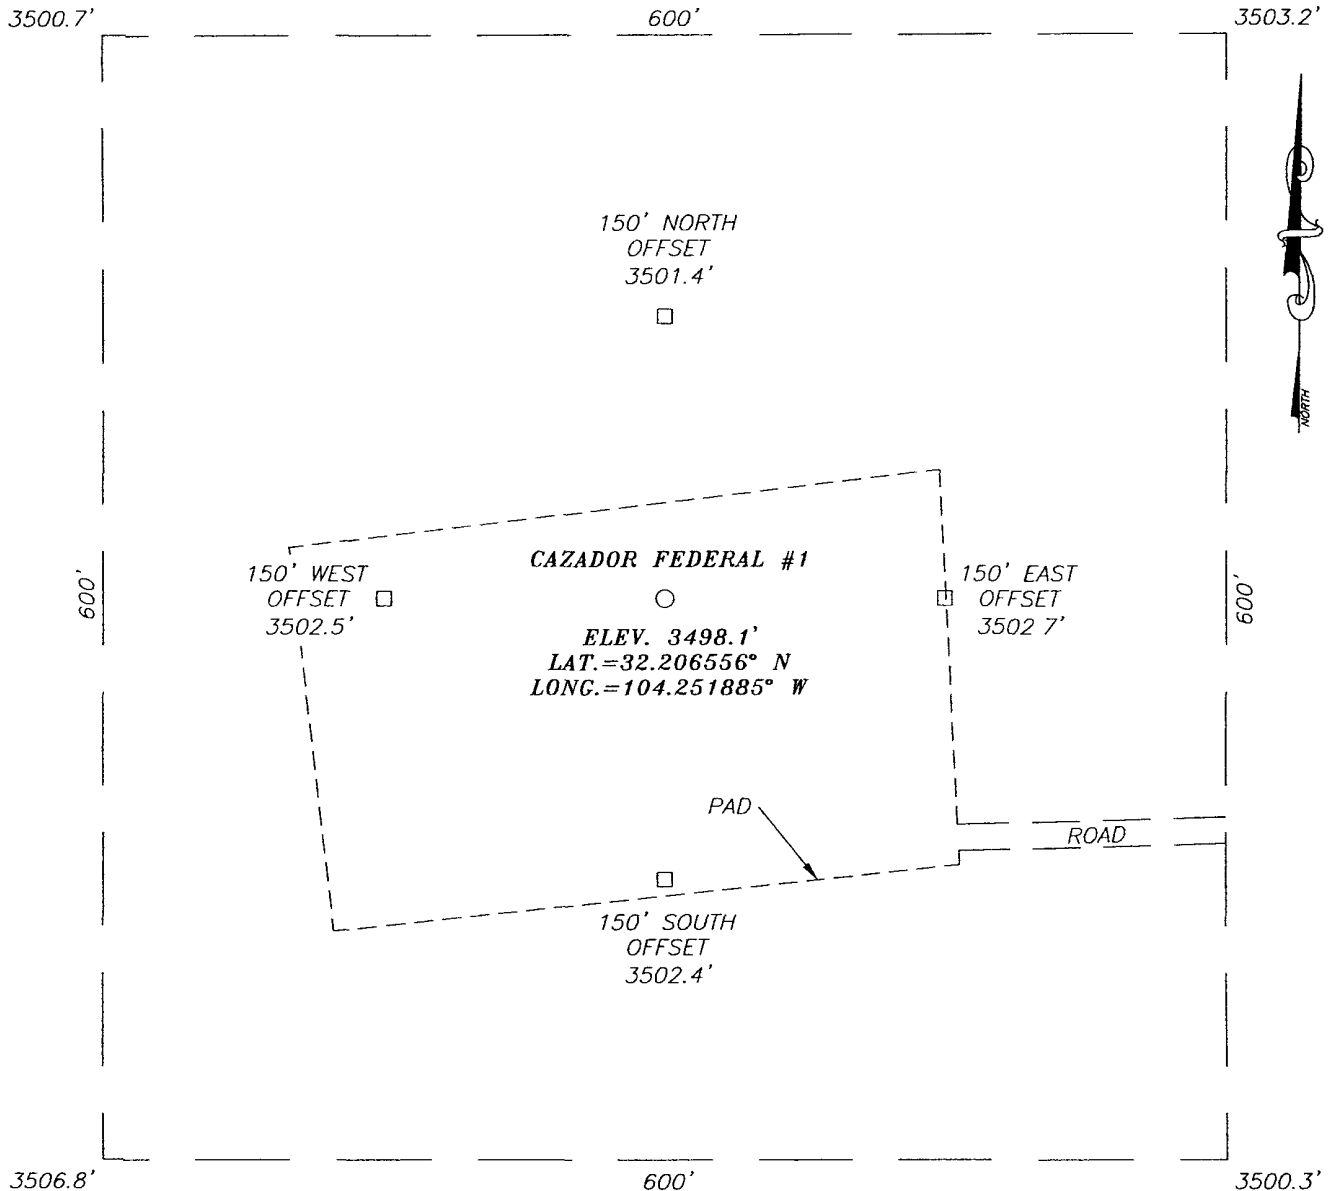 3500.7'
600'
3503.2'
150' NORTH
OFFSET
3501.4'
NORTH
CAZADOR FEDERAL #1
150' WEST
OFFSET
3502.5'
150' EAST
OFFSET
3502 7'
600'
600'
ELEV. 3498.1'
LAT.=32.206556° N
LONG.=104.251885° W
PAD
ROAD
150' SOUTH
OFFSET
3502.4'
3506.8'
600'
3500.3'